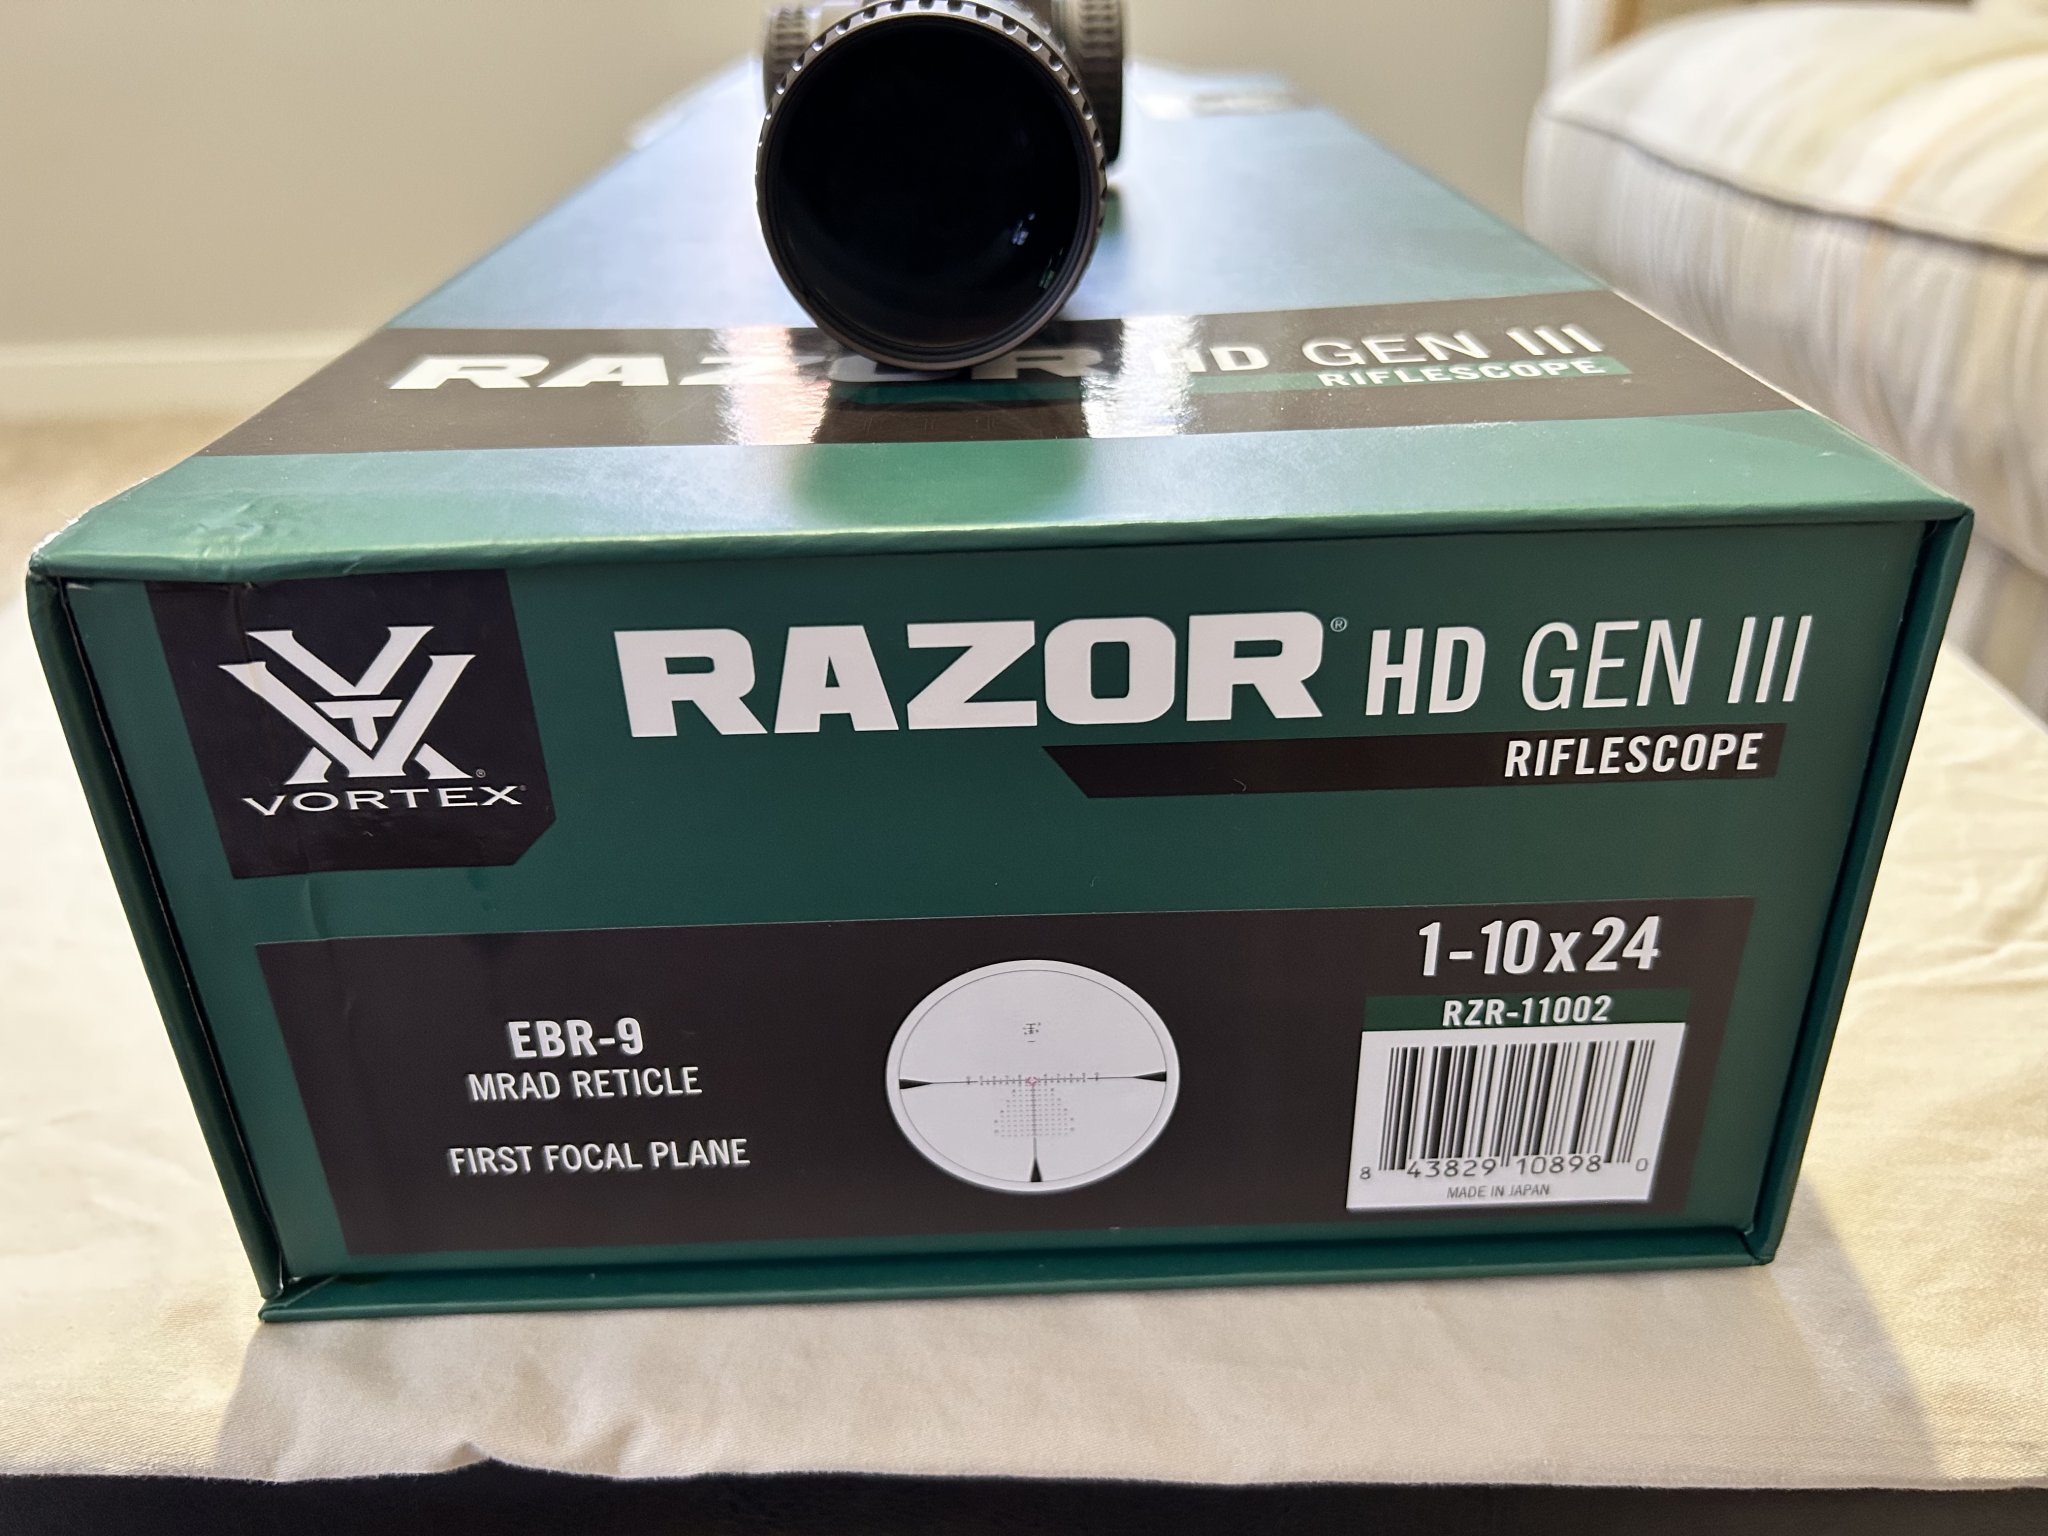 RAZOR HD GEN III
RIFLESCOPE
VORTEX®
RAZOR® HD GEN III
RIFLESCOPE
1-10x24
RZR-11002
EBR-9
MRAD RETICLE
FIRST FOCAL PLANE
8 43829 10898 0
MADE IN JAPAN